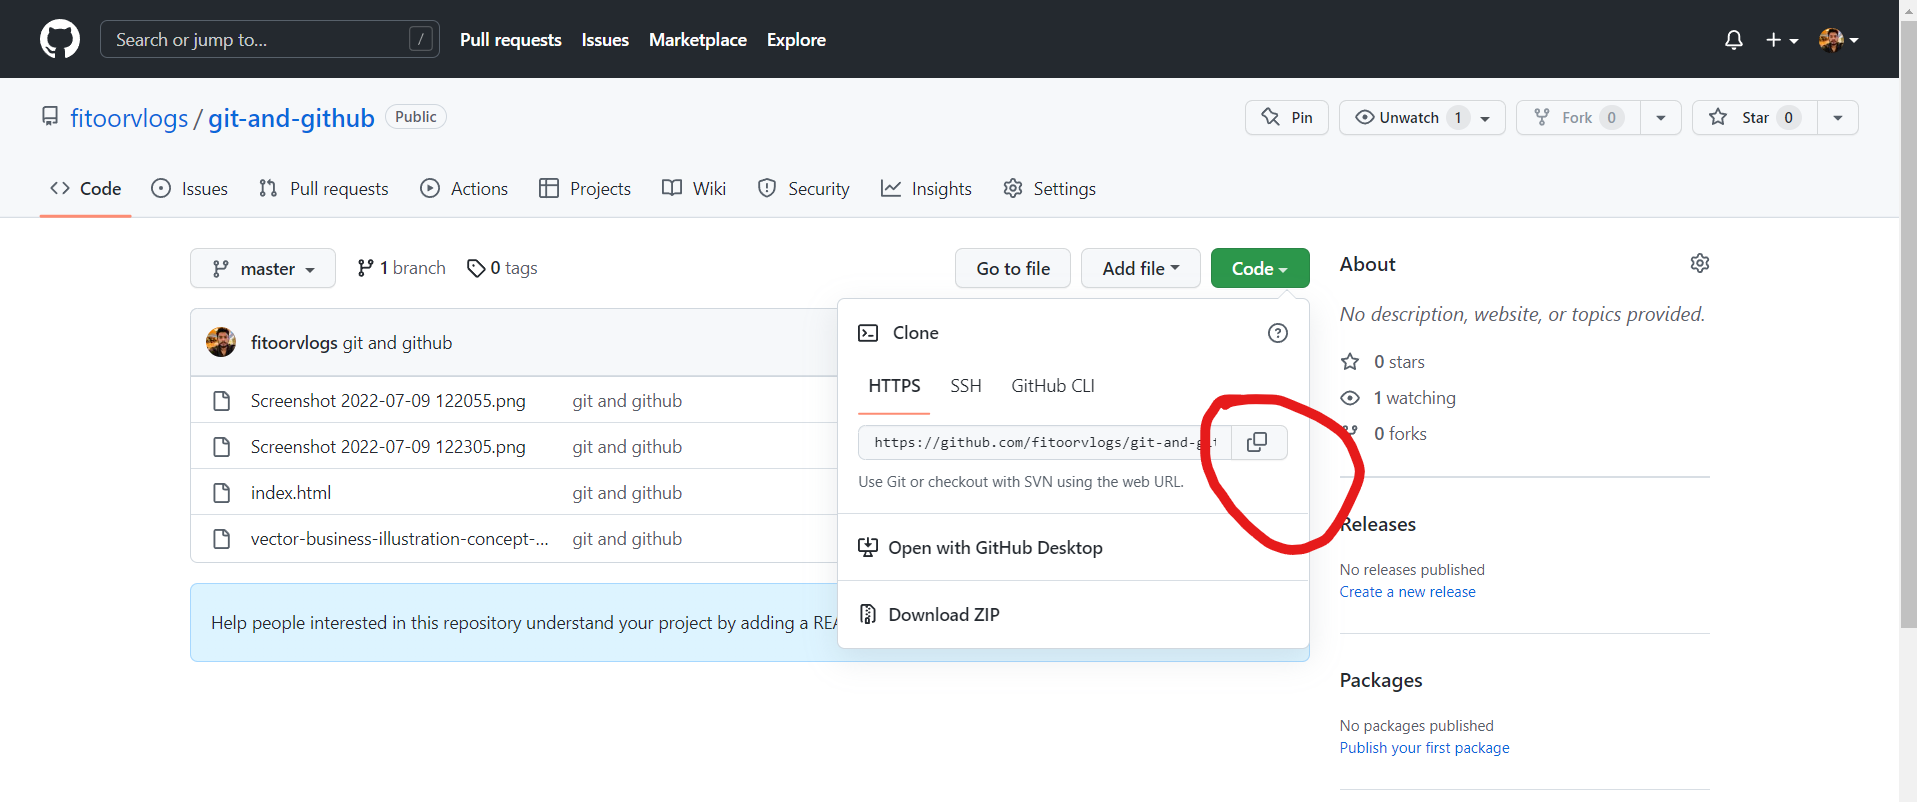 Search or jump to... /
Pull requests Issues Marketplace Explore
fitoorvlogs / git-and-github Public
Pin Unwatch 1 Fork 0 Star 0
Code Issues Pull requests Actions Projects Wiki Security Insights Settings
master 1 branch 0 tags Go to file Add file Code
fitoorvlogs git and github
Screenshot 2022-07-09 122055.png git and github
Screenshot 2022-07-09 122305.png git and github
index.html git and github
vector-business-illustration-concept-... git and github
Help people interested in this repository understand your project by adding a REA
Clone
HTTPS SSH GitHub CLI
https://github.com/fitoorvlogs/git-and-git
Use Git or checkout with SVN using the web URL.
Open with GitHub Desktop
Download ZIP
About
No description, website, or topics provided.
0 stars
1 watching
0 forks
Releases
No releases published
Create a new release
Packages
No packages published
Publish your first package